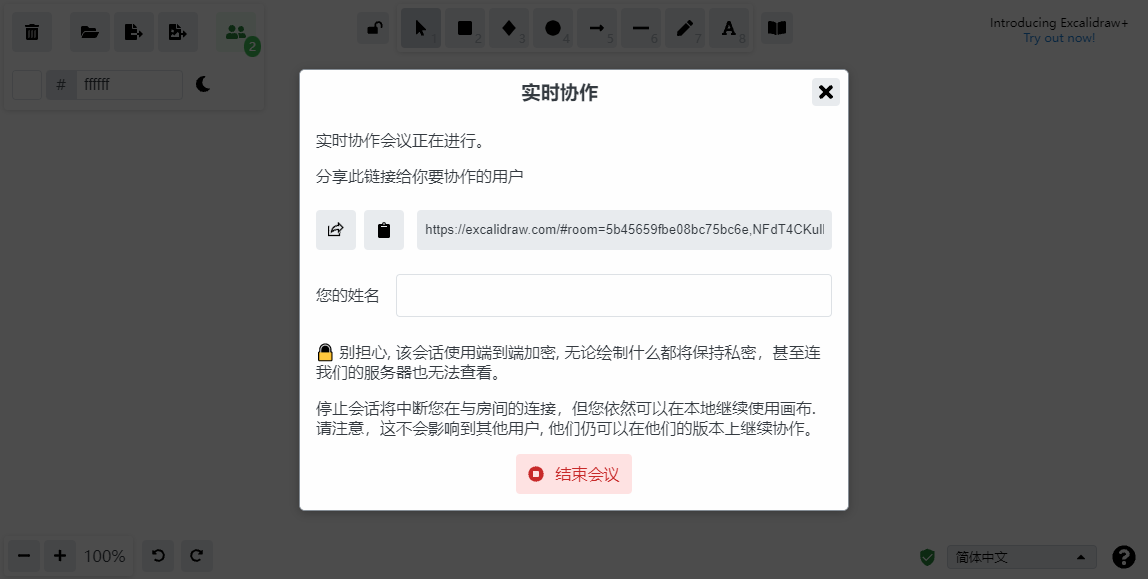 2
1
2
3
4
5
6
7
A 8
Introducing Excalidraw+
Try out now!
# ffffff
实时协作
实时协作会议正在进行。
分享此链接给你要协作的用户
https://excalidraw.com/#room=5b45659fbe08bc75bc6e,NFdT4CKul
您的姓名
别担心, 该会话使用端到端加密, 无论绘制什么都将保持私密，甚至连
我们的服务器也无法查看。
停止会话将中断您在与房间的连接，但您依然可以在本地继续使用画布.
请注意，这不会影响到其他用户, 他们仍可以在他们的版本上继续协作。
结束会议
100%
简体中文
?